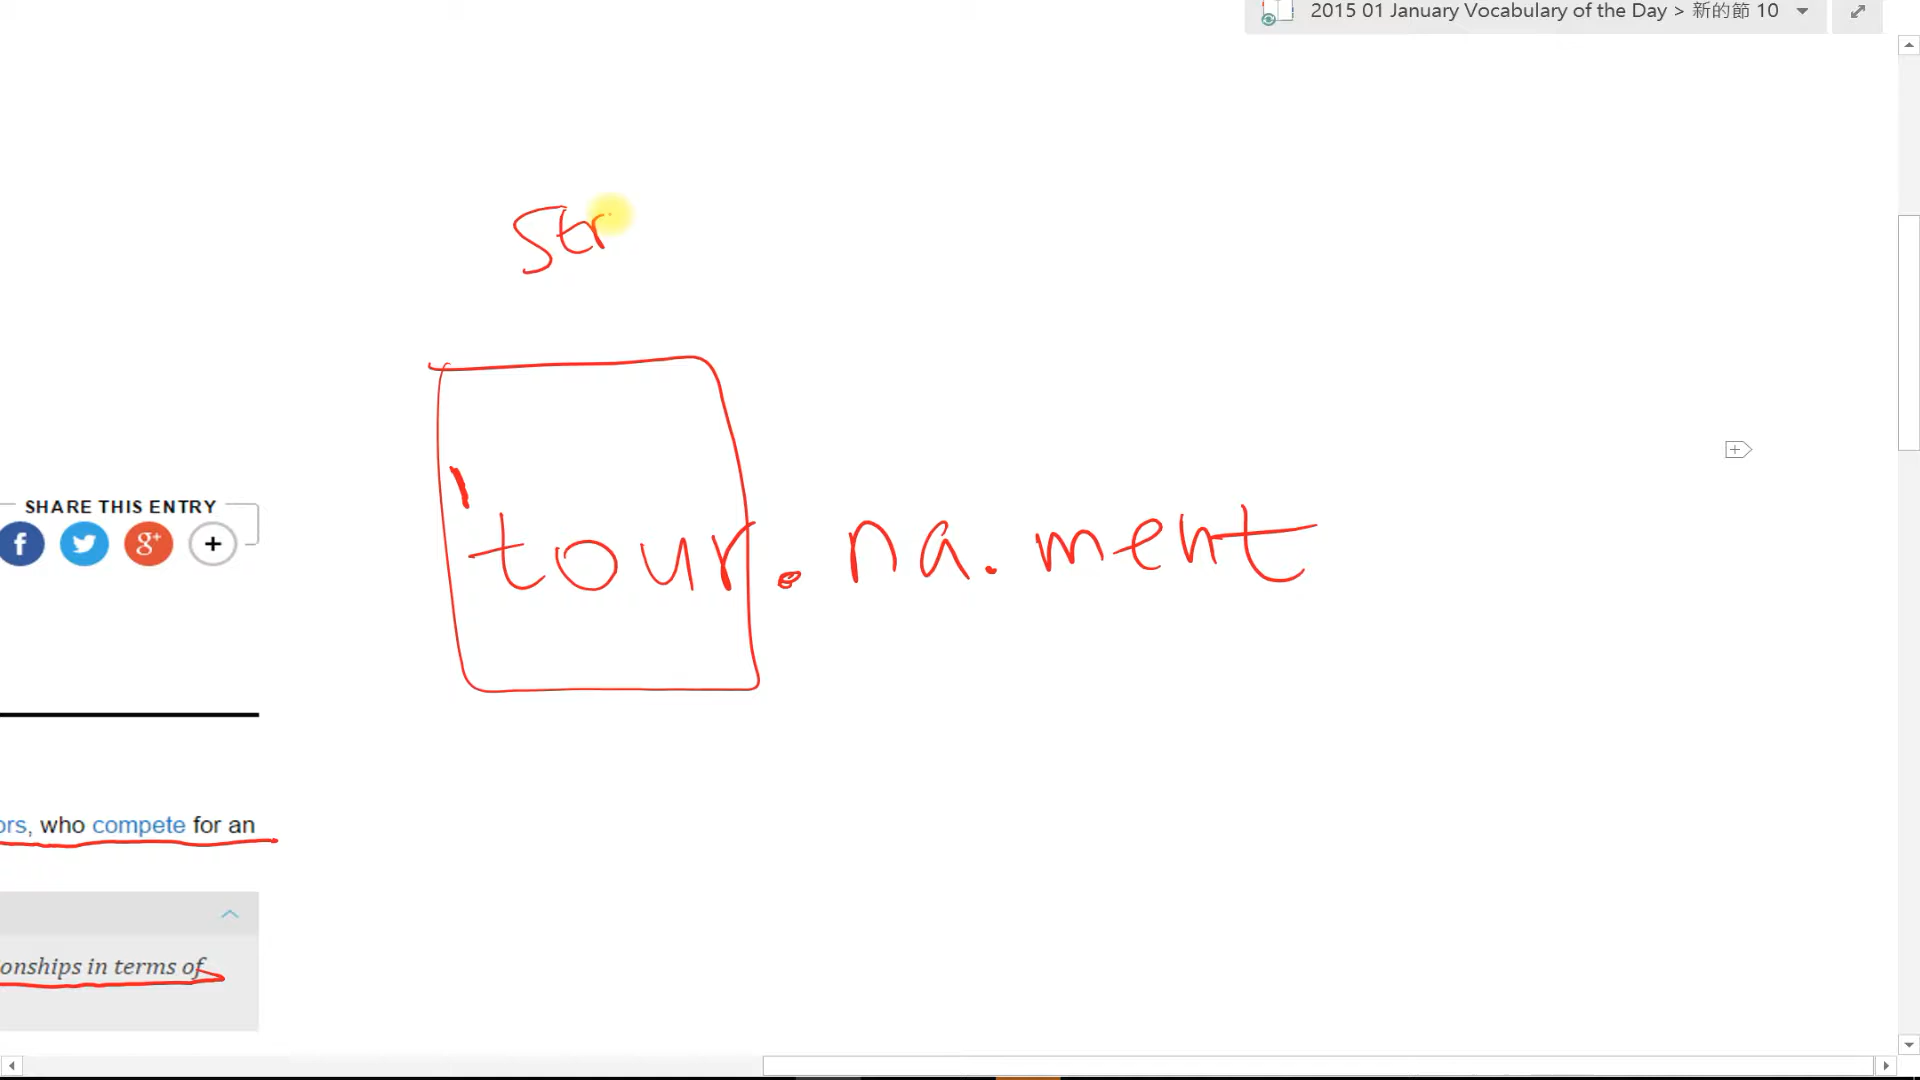 2015 01 January Vocabulary of the Day > 新的節 10
Str
SHARE THIS ENTRY
'tour.na.ment
ors, who compete for an
onships in terms of